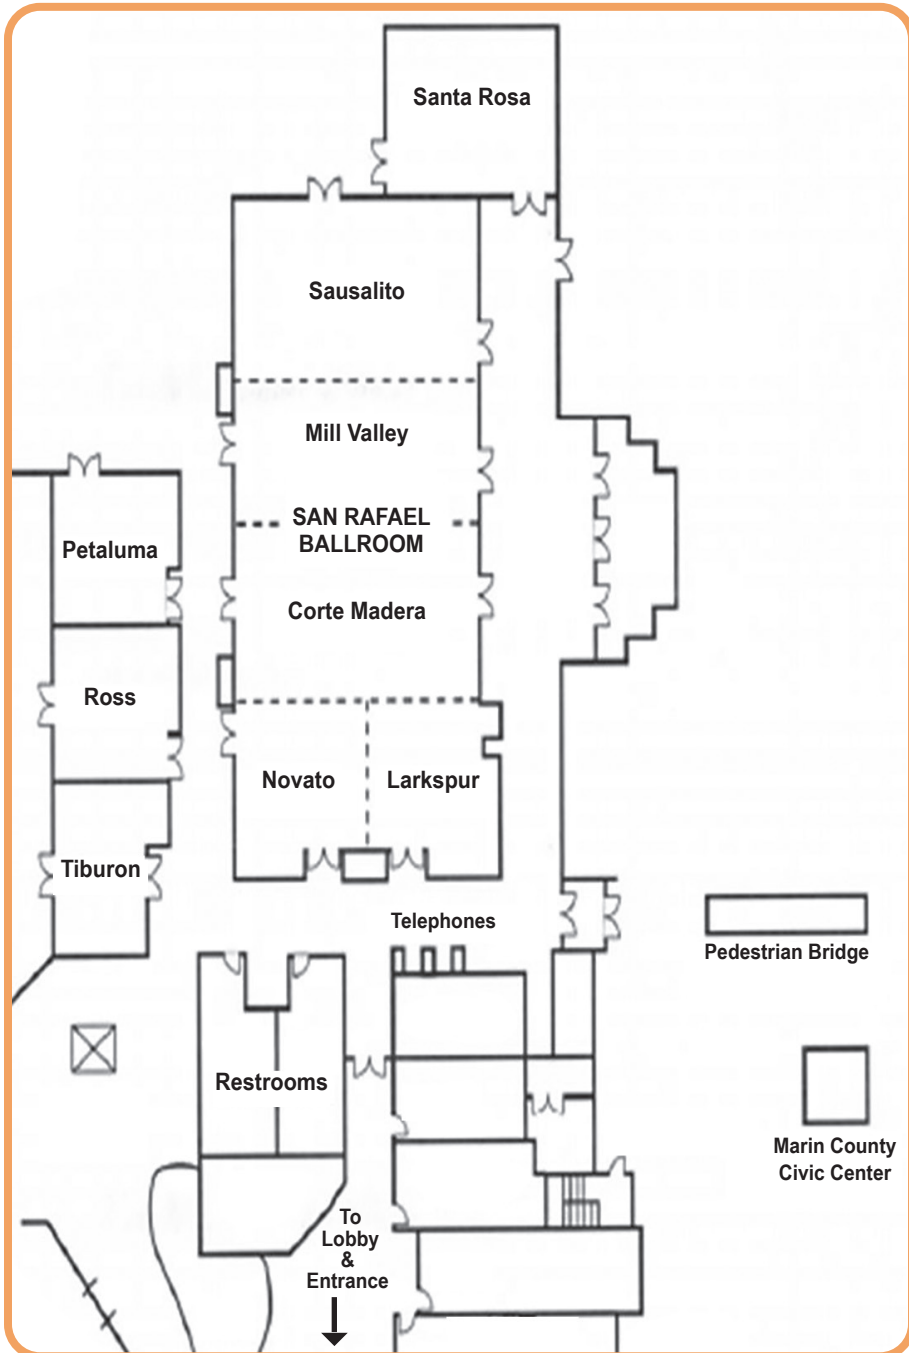 Santa Rosa
Sausalito
Mill Valley
SAN RAFAEL
BALLROOM
Petaluma
Corte Madera
Ross
Novato
Larkspur
Tiburon
Telephones
Pedestrian Bridge
Restrooms
Marin County
Civic Center
To
Lobby
&
Entrance